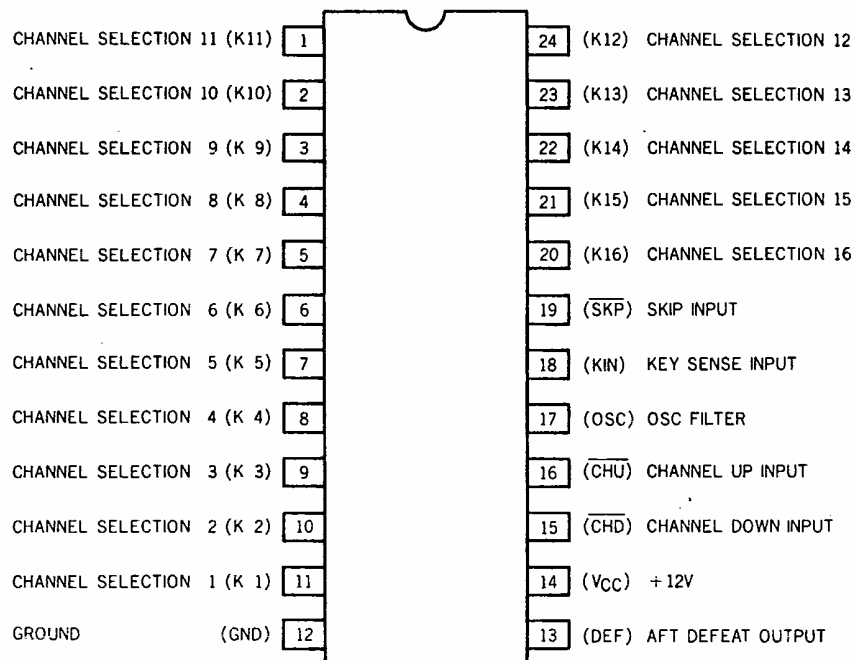 CHANNEL SELECTION 11 (K11) 1 24 (K12) CHANNEL SELECTION 12
CHANNEL SELECTION 10 (K10) 2 23 (K13) CHANNEL SELECTION 13
CHANNEL SELECTION 9 (K 9) 3 22 (K14) CHANNEL SELECTION 14
CHANNEL SELECTION 8 (K 8) 4 21 (K15) CHANNEL SELECTION 15
CHANNEL SELECTION 7 (K 7) 5 20 (K16) CHANNEL SELECTION 16
CHANNEL SELECTION 6 (K 6) 6 19 (S̅K̅P̅) SKIP INPUT
CHANNEL SELECTION 5 (K 5) 7 18 (KIN) KEY SENSE INPUT
CHANNEL SELECTION 4 (K 4) 8 17 (OSC) OSC FILTER
CHANNEL SELECTION 3 (K 3) 9 16 (C̅H̅U̅) CHANNEL UP INPUT
CHANNEL SELECTION 2 (K 2) 10 15 (C̅H̅D̅) CHANNEL DOWN INPUT
CHANNEL SELECTION 1 (K 1) 11 14 (VCC) +12V
GROUND (GND) 12 13 (DEF) AFT DEFEAT OUTPUT